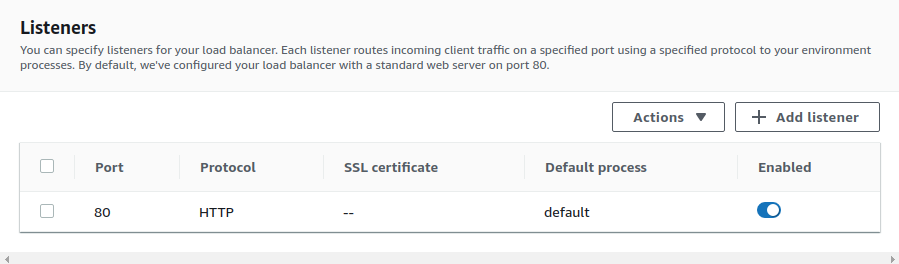 Listeners
You can specify listeners for your load balancer. Each listener routes incoming client traffic on a specified port using a specified protocol to your environment
processes. By default, we've configured your load balancer with a standard web server on port 80.
Actions
Add listener
Port Protocol SSL certificate Default process Enabled
80 HTTP -- default